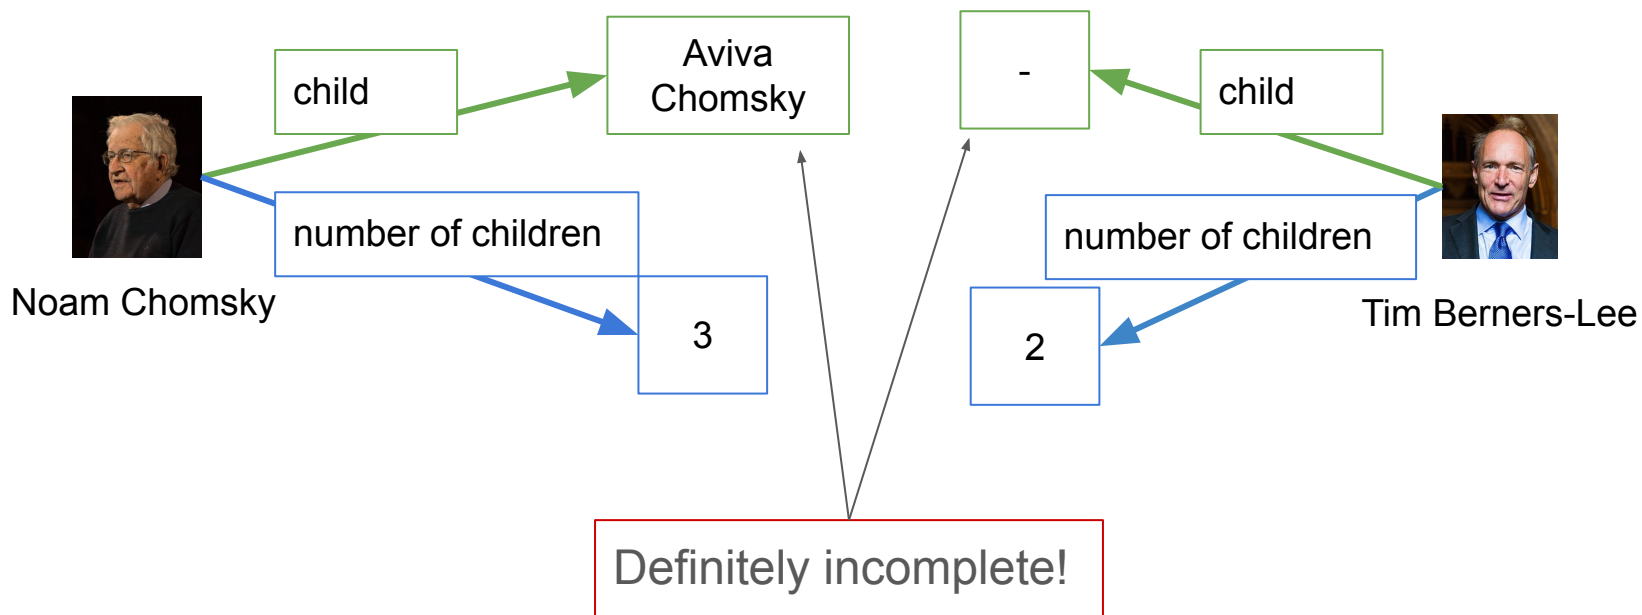 child
Aviva
Chomsky
Noam Chomsky
number of children
3
-
child
number of children
2
Tim Berners-Lee
Definitely incomplete!